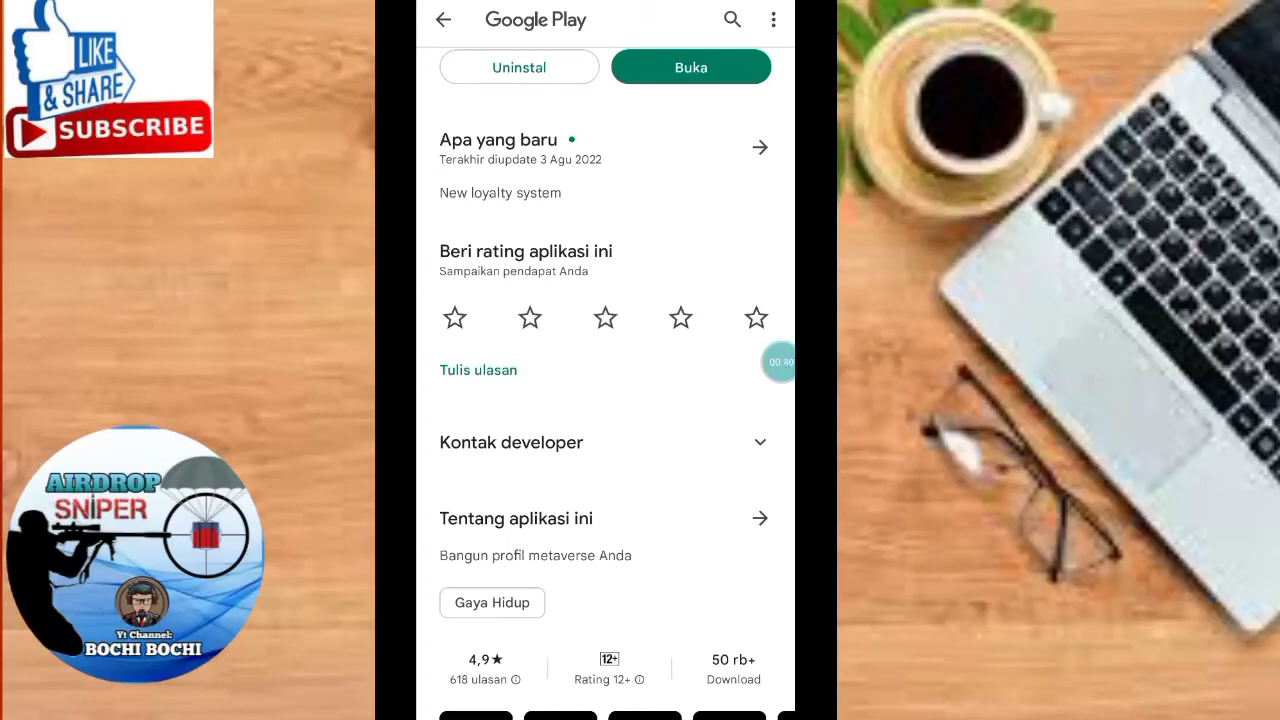 LIKE
& SHARE
SUBSCRIBE
Google Play
Uninstal
Buka
Apa yang baru
Terakhir diupdate 3 Agu 2022
New loyalty system
Beri rating aplikasi ini
Sampaikan pendapat Anda
00:40
Tulis ulasan
Kontak developer
Tentang aplikasi ini
Bangun profil metaverse Anda
Gaya Hidup
4,9★
618 ulasan
12+
Rating 12+
50 rb+
Download
AIRDROP
SNIPER
Yt Channel:
BOCHI BOCHI